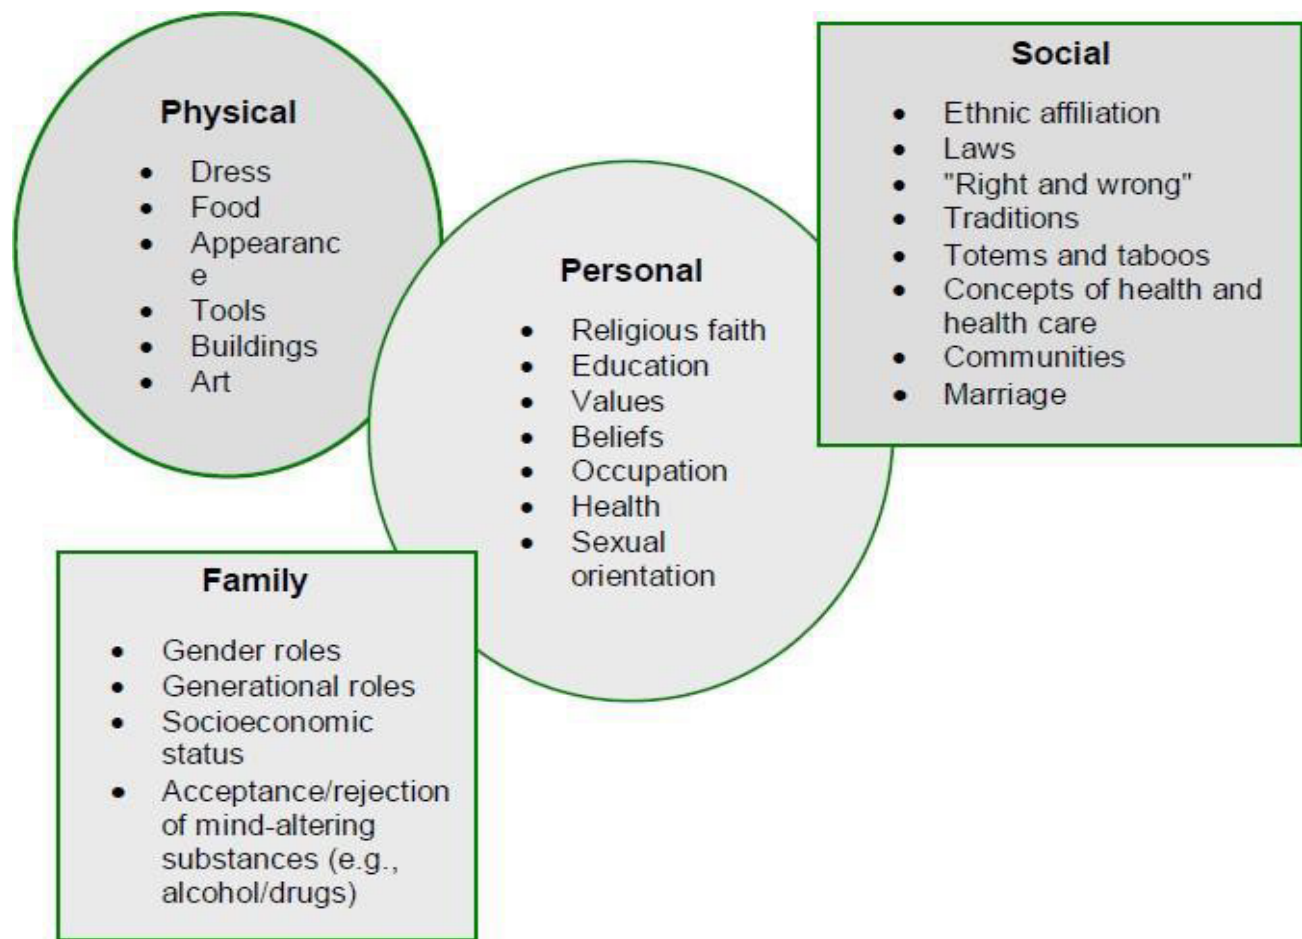 Physical
• Dress
• Food
• Appearanc
e
• Tools
• Buildings
• Art
Personal
• Religious faith
• Education
• Values
• Beliefs
• Occupation
• Health
• Sexual
orientation
Social
• Ethnic affiliation
• Laws
• "Right and wrong"
• Traditions
• Totems and taboos
• Concepts of health and
health care
• Communities
• Marriage
Family
• Gender roles
• Generational roles
• Socioeconomic
status
• Acceptance/rejection
of mind-altering
substances (e.g.,
alcohol/drugs)